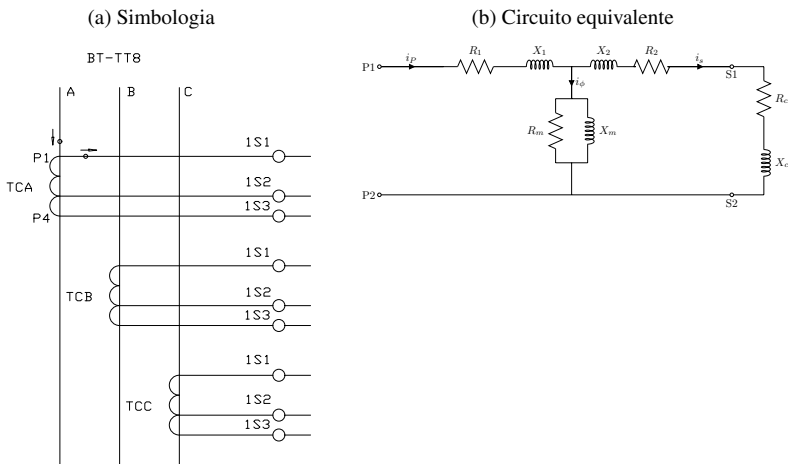 (a) Simbologia
BT-TT8
A B C
P1
TCA
P4
1S1
1S2
1S3
TCB
1S1
1S2
1S3
TCC
1S1
1S2
1S3
(b) Circuito equivalente
P1 i_P R_1 X_1 X_2 R_2 i_s S1
i_ϕ
R_m X_m
R_c
X_c
P2 S2